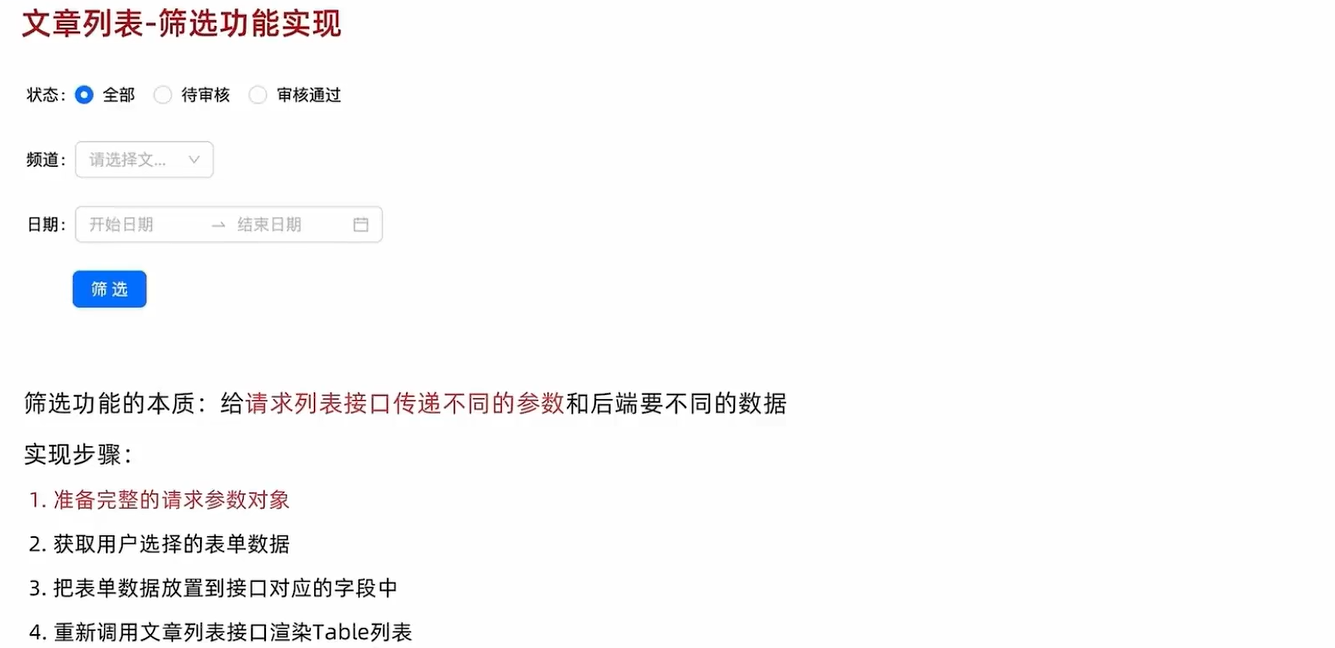 文章列表-筛选功能实现
状态： 全部 待审核 审核通过
频道： 请选择文...
日期： 开始日期 → 结束日期
筛 选
筛选功能的本质：给请求列表接口传递不同的参数和后端要不同的数据
实现步骤：
1. 准备完整的请求参数对象
2. 获取用户选择的表单数据
3. 把表单数据放置到接口对应的字段中
4. 重新调用文章列表接口渲染Table列表